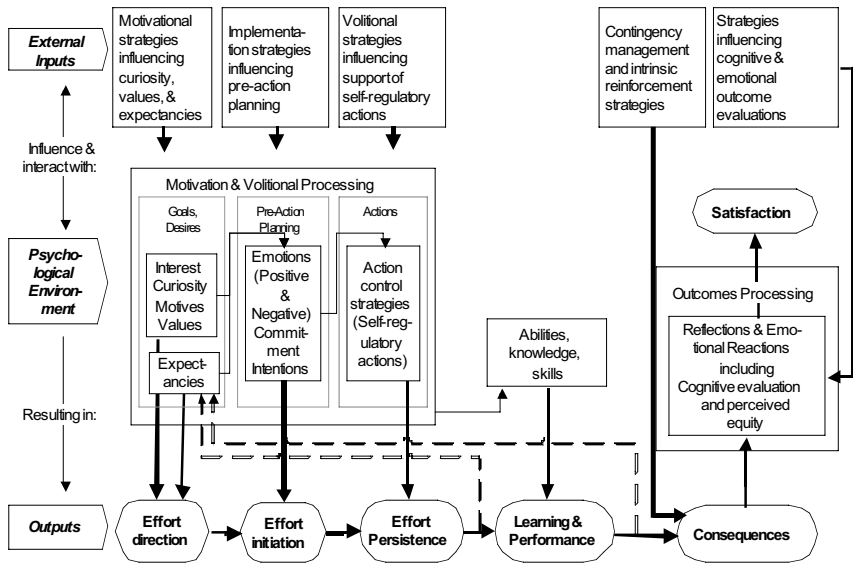 External
Inputs
Motivational
strategies
influencing
curiosity,
values, &
expectancies
Implementa-
tion strategies
influencing
pre-action
planning
Volitional
strategies
influencing
support of
self-regulatory
actions
Contingency
management
and intrinsic
reinforcement
strategies
Strategies
influencing
cognitive &
emotional
outcome
evaluations
Influence &
interact with:
Motivation & Volitional Processing
Goals,
Desires
Pre-Action
Planning
Actions
Psycho-
logical
Environ-
ment
Interest
Curiosity
Motives
Values
Expect-
ancies
Emotions
(Positive
&
Negative)
Commit-
ment
Intentions
Action
control
strategies
(Self-reg-
ulatory
actions)
Abilities,
knowledge,
skills
Satisfaction
Outcomes Processing
Reflections & Emo-
tional Reactions
including
Cognitive evaluation
and perceived
equity
Resulting in:
Outputs
Effort
direction
Effort
initiation
Effort
Persistence
Learning &
Performance
Consequences